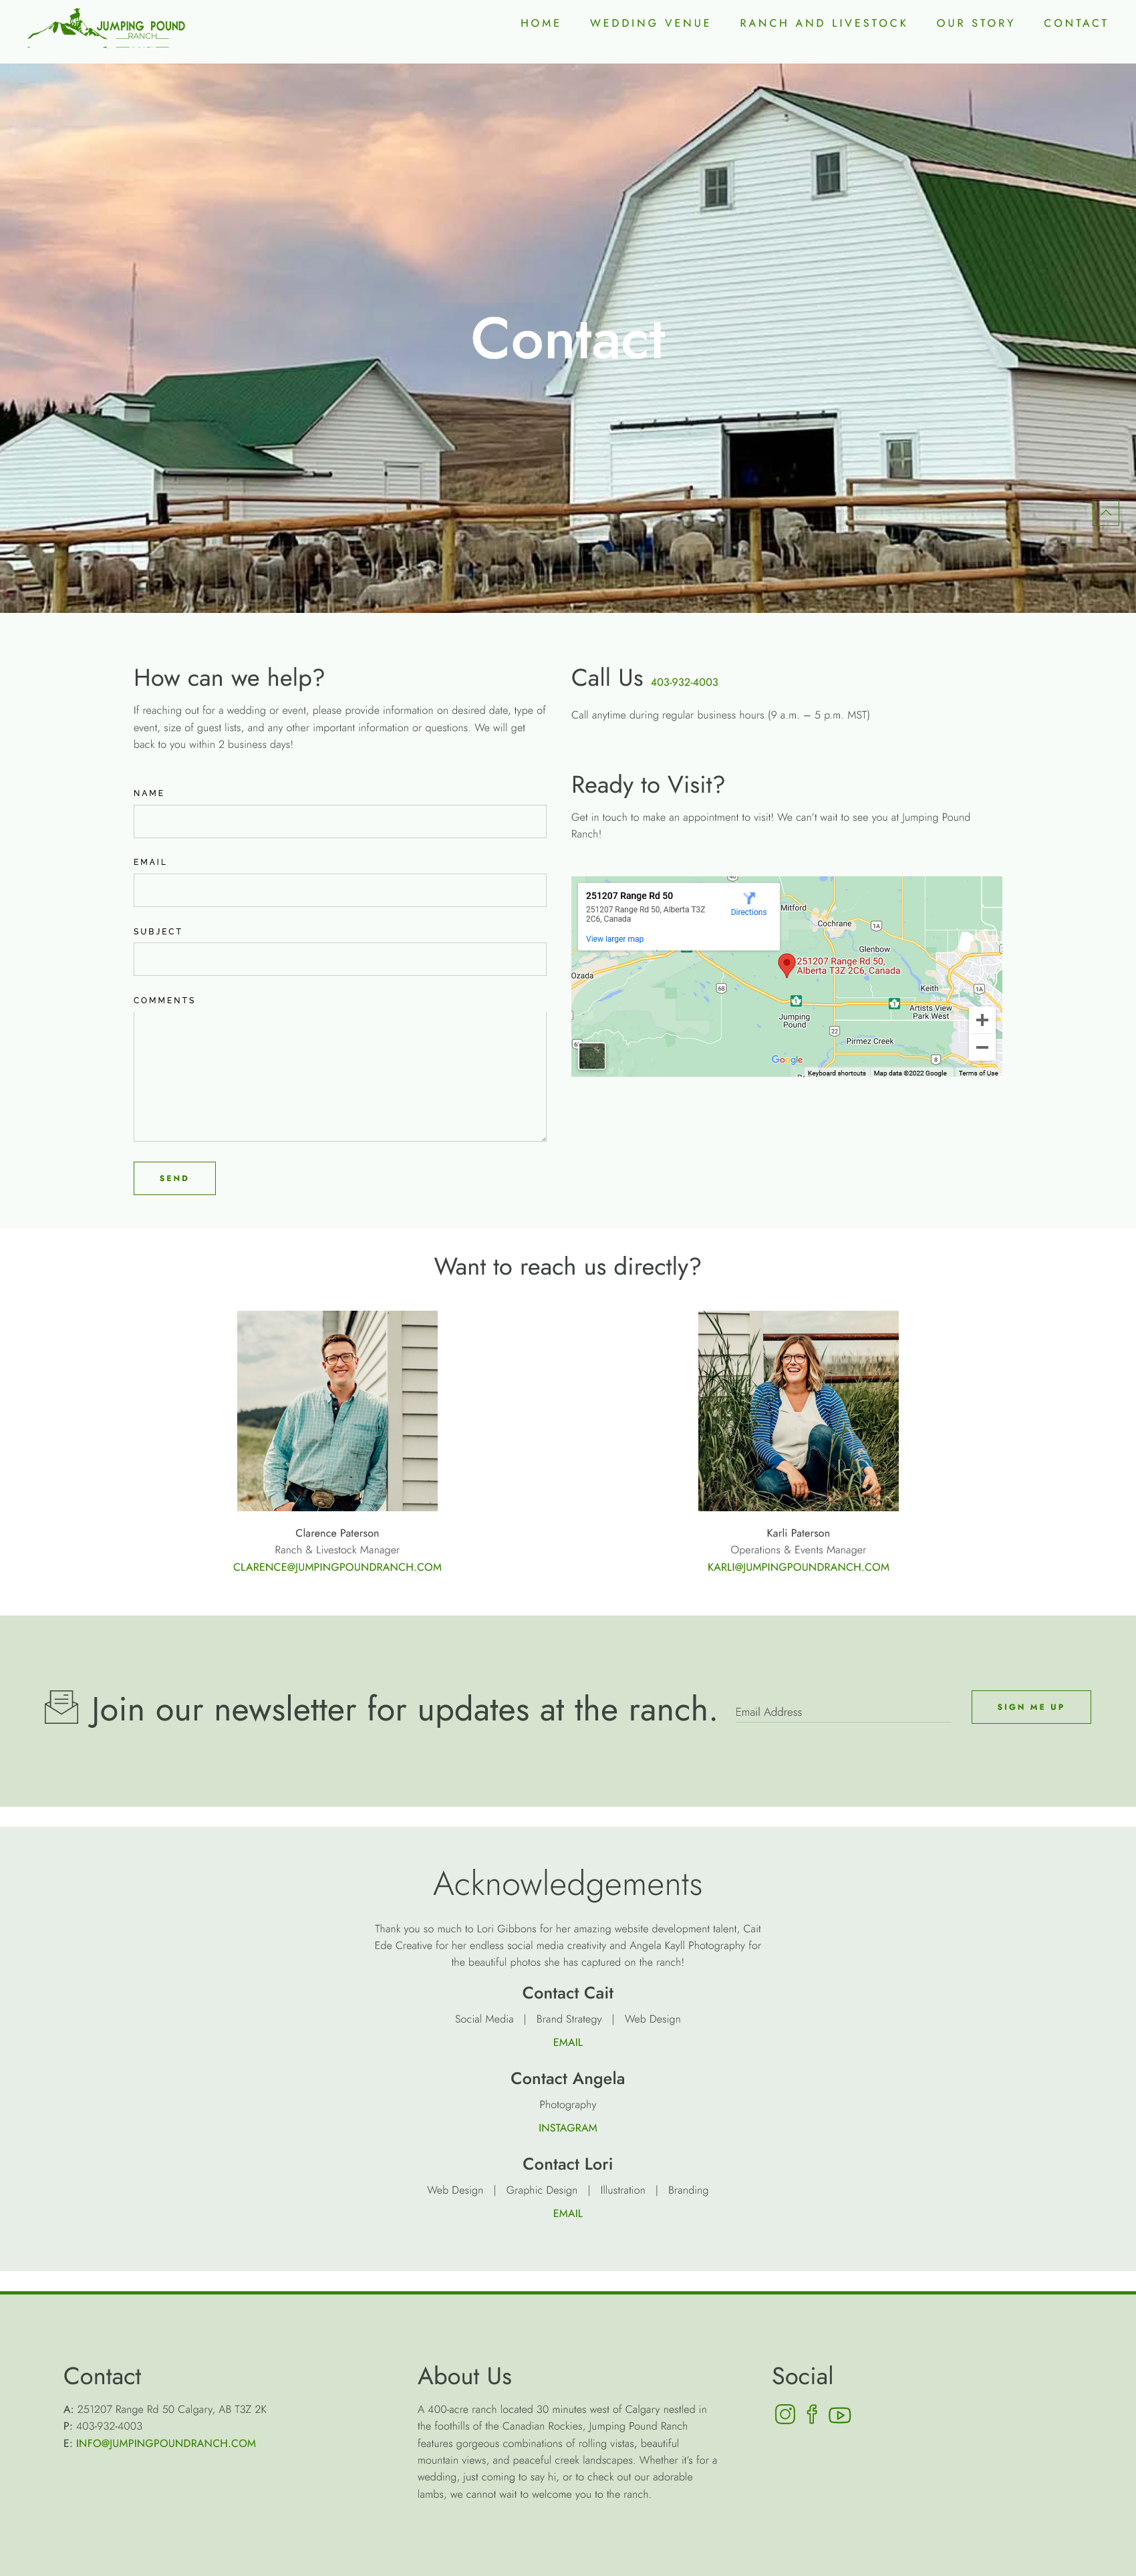 JUMPING POUND
RANCH
HOME WEDDING VENUE RANCH AND LIVESTOCK OUR STORY CONTACT
Contact
How can we help?
If reaching out for a wedding or event, please provide information on desired date, type of
event, size of guest lists, and any other important information or questions. We will get
back to you within 2 business days!
NAME
EMAIL
SUBJECT
COMMENTS
SEND
Call Us 403-932-4003
Call anytime during regular business hours (9 a.m. – 5 p.m. MST)
Ready to Visit?
Get in touch to make an appointment to visit! We can't wait to see you at Jumping Pound
Ranch!
251207 Range Rd 50
251207 Range Rd 50, Alberta T3Z
2C6, Canada
Directions
View larger map
Mitford
Cochrane
1A
Glenbow
251207 Range Rd 50,
Alberta T3Z 2C6, Canada
Ozada
68
Keith
1A
1
1
Artists View
Park West
Jumping
Pound
22
Pirmez Creek
8
Google
Keyboard shortcuts Map data ©2022 Google Terms of Use
Want to reach us directly?
Clarence Paterson
Ranch & Livestock Manager
CLARENCE@JUMPINGPOUNDRANCH.COM
Karli Paterson
Operations & Events Manager
KARLI@JUMPINGPOUNDRANCH.COM
Join our newsletter for updates at the ranch.
Email Address
SIGN ME UP
Acknowledgements
Thank you so much to Lori Gibbons for her amazing website development talent, Cait
Ede Creative for her endless social media creativity and Angela Kayll Photography for
the beautiful photos she has captured on the ranch!
Contact Cait
Social Media | Brand Strategy | Web Design
EMAIL
Contact Angela
Photography
INSTAGRAM
Contact Lori
Web Design | Graphic Design | Illustration | Branding
EMAIL
Contact
A: 251207 Range Rd 50 Calgary, AB T3Z 2K
P: 403-932-4003
E: INFO@JUMPINGPOUNDRANCH.COM
About Us
A 400-acre ranch located 30 minutes west of Calgary nestled in
the foothills of the Canadian Rockies, Jumping Pound Ranch
features gorgeous combinations of rolling vistas, beautiful
mountain views, and peaceful creek landscapes. Whether it's for a
wedding, just coming to say hi, or to check out our adorable
lambs, we cannot wait to welcome you to the ranch.
Social